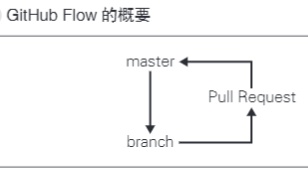 GitHub Flow 的概要
master
Pull Request
branch